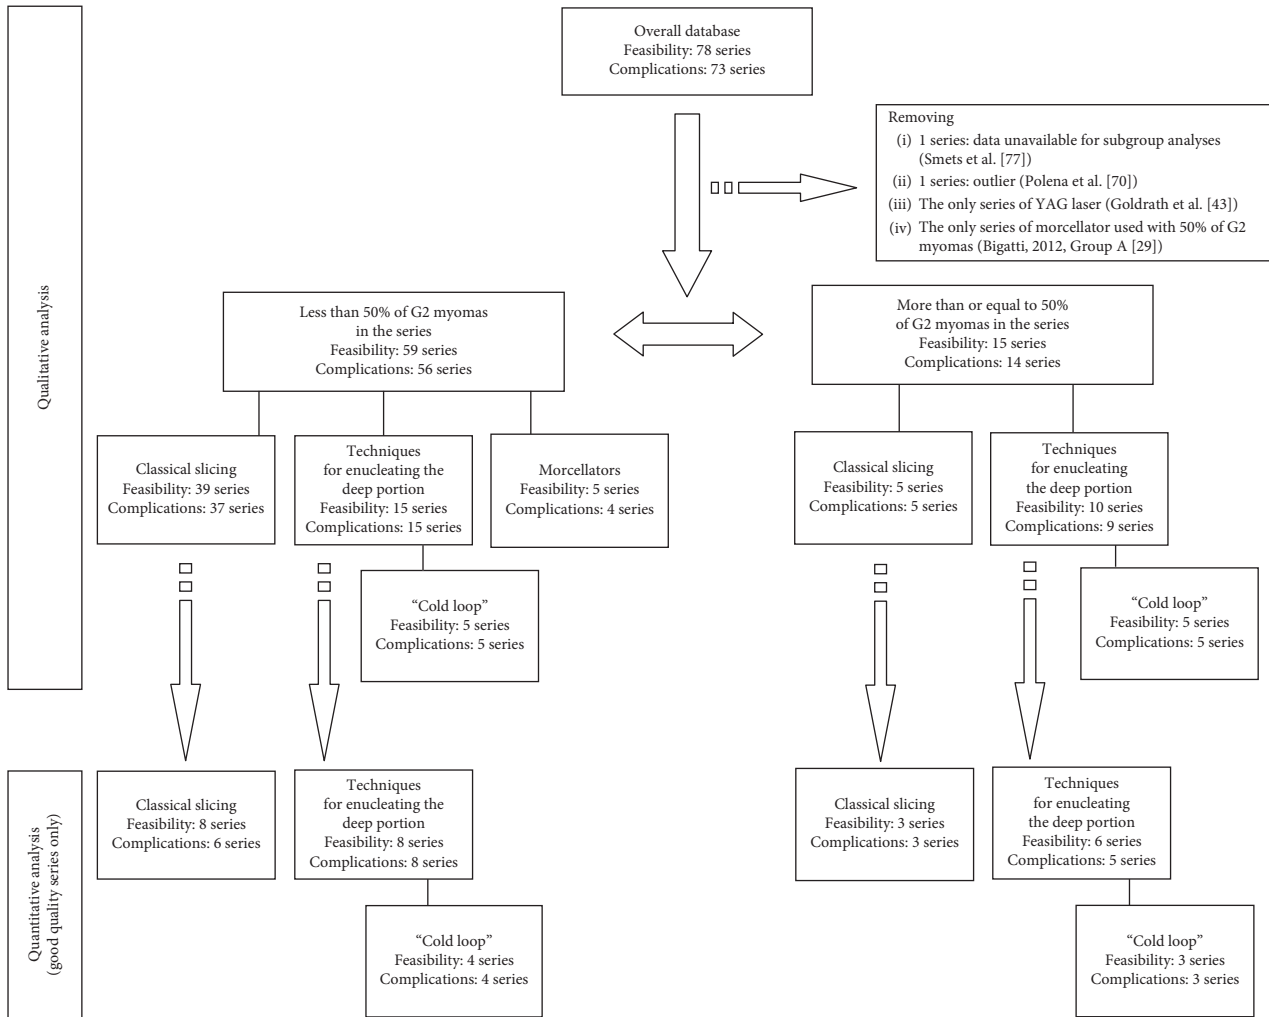 Overall database
Feasibility: 78 series
Complications: 73 series
Removing
(i) 1 series: data unavailable for subgroup analyses
(Smets et al. [77])
(ii) 1 series: outlier (Polena et al. [70])
(iii) The only series of YAG laser (Goldrath et al. [43])
(iv) The only series of morcellator used with 50% of G2
myomas (Bigatti, 2012, Group A [29])
Qualitative analysis
Less than 50% of G2 myomas
in the series
Feasibility: 59 series
Complications: 56 series
More than or equal to 50%
of G2 myomas in the series
Feasibility: 15 series
Complications: 14 series
Classical slicing
Feasibility: 39 series
Complications: 37 series
Techniques
for enucleating the
deep portion
Feasibility: 15 series
Complications: 15 series
Morcellators
Feasibility: 5 series
Complications: 4 series
Classical slicing
Feasibility: 5 series
Complications: 5 series
Techniques
for enucleating
the deep portion
Feasibility: 10 series
Complications: 9 series
“Cold loop”
Feasibility: 5 series
Complications: 5 series
“Cold loop”
Feasibility: 5 series
Complications: 5 series
Quantitative analysis
(good quality series only)
Classical slicing
Feasibility: 8 series
Complications: 6 series
Techniques
for enucleating the
deep portion
Feasibility: 8 series
Complications: 8 series
Classical slicing
Feasibility: 3 series
Complications: 3 series
Techniques
for enucleating
the deep portion
Feasibility: 6 series
Complications: 5 series
“Cold loop”
Feasibility: 4 series
Complications: 4 series
“Cold loop”
Feasibility: 3 series
Complications: 3 series